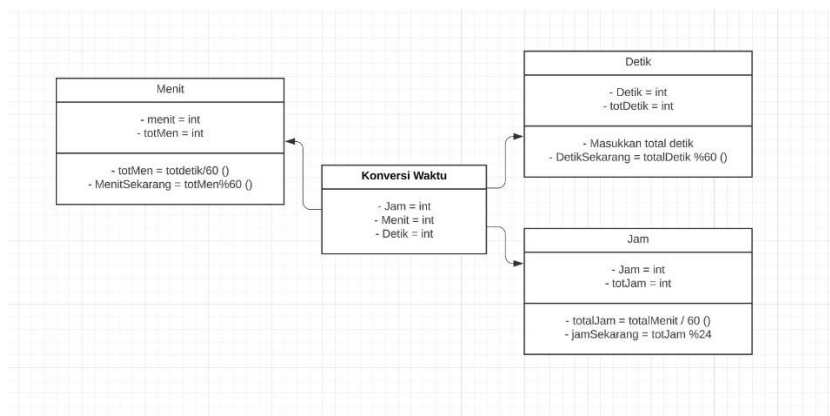 Menit
- menit = int
- totMen = int
- totMen = totdetik/60 ()
- MenitSekarang = totMen%60 ()
Konversi Waktu
- Jam = int
- Menit = int
- Detik = int
Detik
- Detik = int
- totDetik = int
- Masukkan total detik
- DetikSekarang = totalDetik %60 ()
Jam
- Jam = int
- totJam = int
- totalJam = totalMenit / 60 ()
- jamSekarang = totJam %24